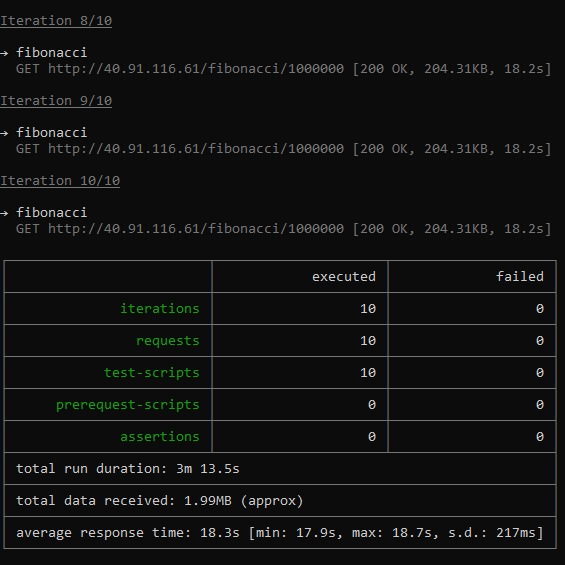 Iteration 8/10
→ fibonacci
GET http://40.91.116.61/fibonacci/1000000 [200 OK, 204.31KB, 18.2s]
Iteration 9/10
→ fibonacci
GET http://40.91.116.61/fibonacci/1000000 [200 OK, 204.31KB, 18.2s]
Iteration 10/10
→ fibonacci
GET http://40.91.116.61/fibonacci/1000000 [200 OK, 204.31KB, 18.2s]
executed failed
iterations 10 0
requests 10 0
test-scripts 10 0
prerequest-scripts 0 0
assertions 0 0
total run duration: 3m 13.5s
total data received: 1.99MB (approx)
average response time: 18.3s [min: 17.9s, max: 18.7s, s.d.: 217ms]